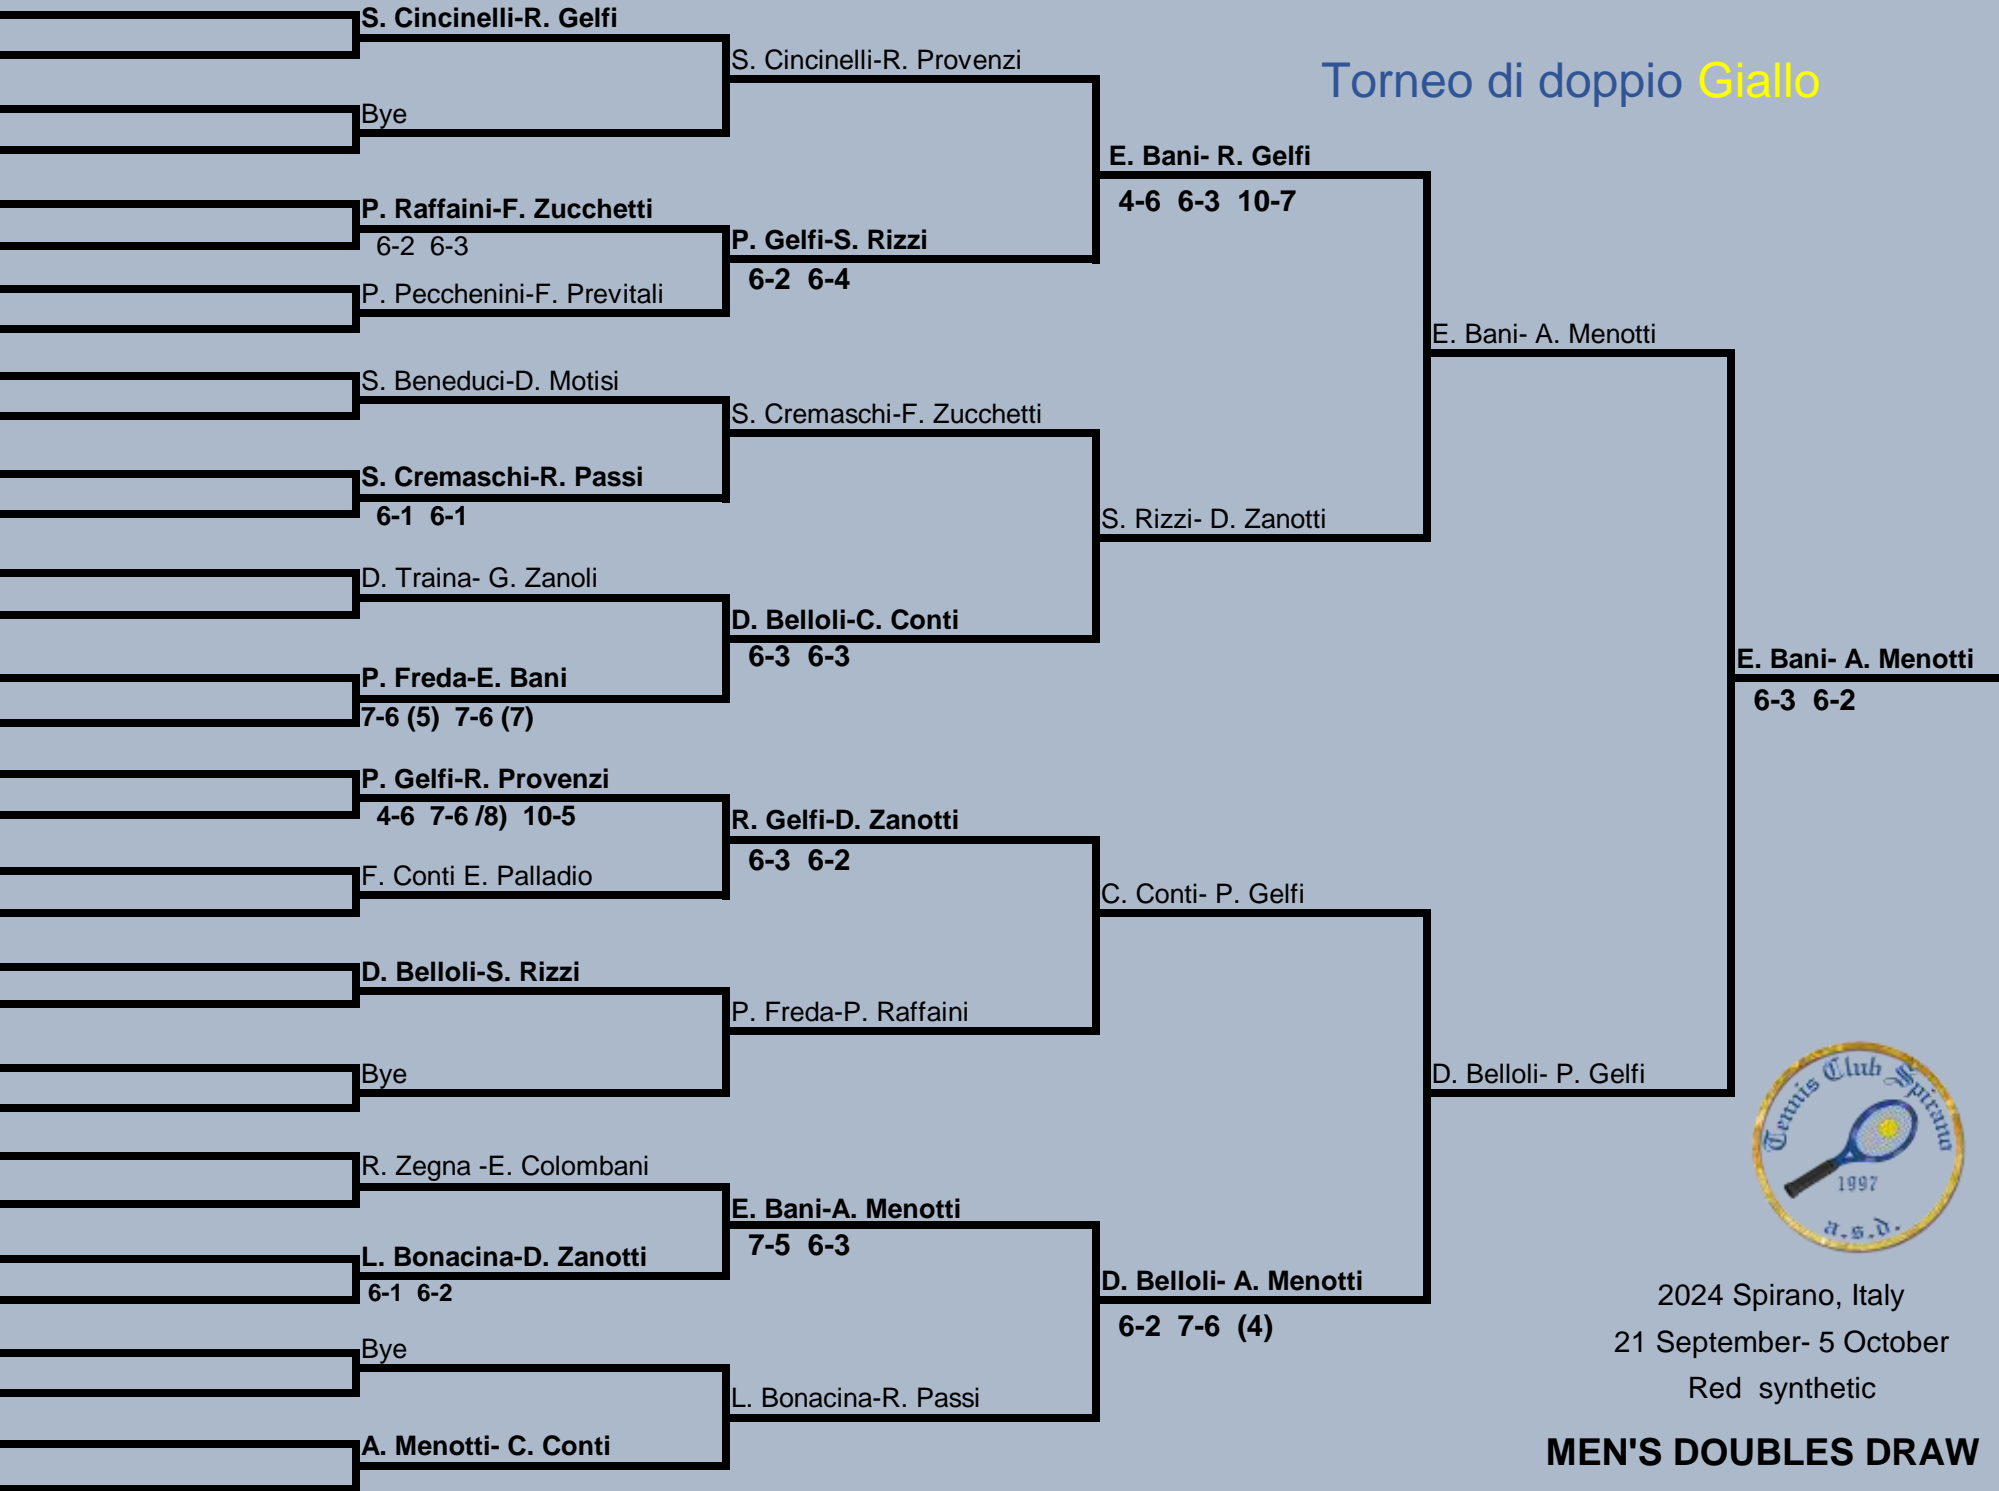 Torneo di doppio Giallo
S. Cincinelli-R. Gelfi
Bye
P. Raffaini-F. Zucchetti
6-2 6-3
P. Pecchenini-F. Previtali
S. Beneduci-D. Motisi
S. Cremaschi-R. Passi
6-1 6-1
D. Traina- G. Zanoli
P. Freda-E. Bani
7-6 (5) 7-6 (7)
P. Gelfi-R. Provenzi
4-6 7-6 /8) 10-5
F. Conti E. Palladio
D. Belloli-S. Rizzi
Bye
R. Zegna -E. Colombani
L. Bonacina-D. Zanotti
6-1 6-2
Bye
A. Menotti- C. Conti
S. Cincinelli-R. Provenzi
P. Gelfi-S. Rizzi
6-2 6-4
S. Cremaschi-F. Zucchetti
D. Belloli-C. Conti
6-3 6-3
R. Gelfi-D. Zanotti
6-3 6-2
P. Freda-P. Raffaini
E. Bani-A. Menotti
7-5 6-3
L. Bonacina-R. Passi
E. Bani- R. Gelfi
4-6 6-3 10-7
S. Rizzi- D. Zanotti
C. Conti- P. Gelfi
D. Belloli- A. Menotti
6-2 7-6 (4)
E. Bani- A. Menotti
D. Belloli- P. Gelfi
E. Bani- A. Menotti
6-3 6-2
Tennis Club Spirano
1997
a.s.d.
2024 Spirano, Italy
21 September- 5 October
Red synthetic
MEN'S DOUBLES DRAW